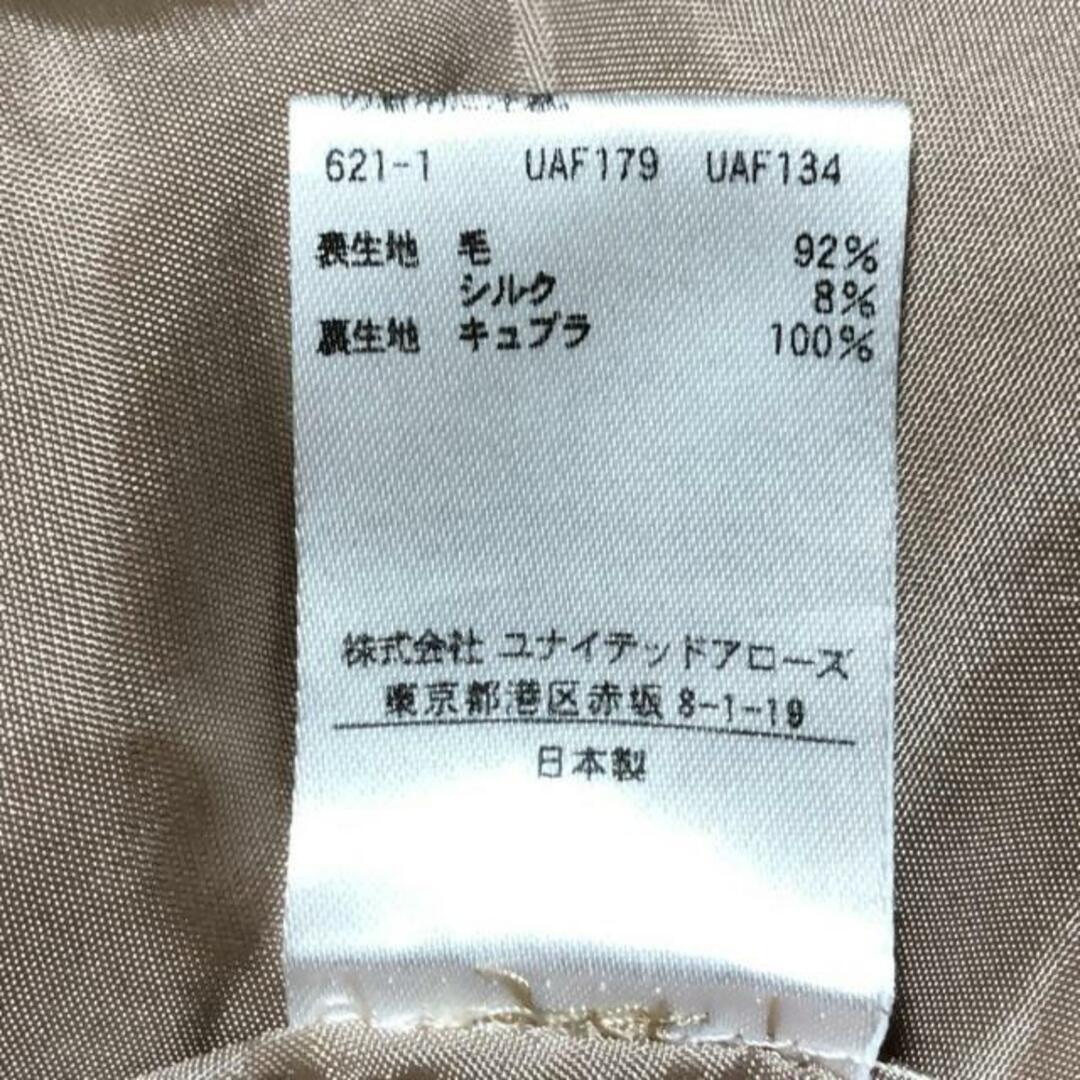 621-1 UAF179 UAF134
表生地 毛 92%
シルク 8%
裏生地 キュプラ 100%
株式会社 ユナイテッドアローズ
東京都港区赤坂 8-1-19
日本製